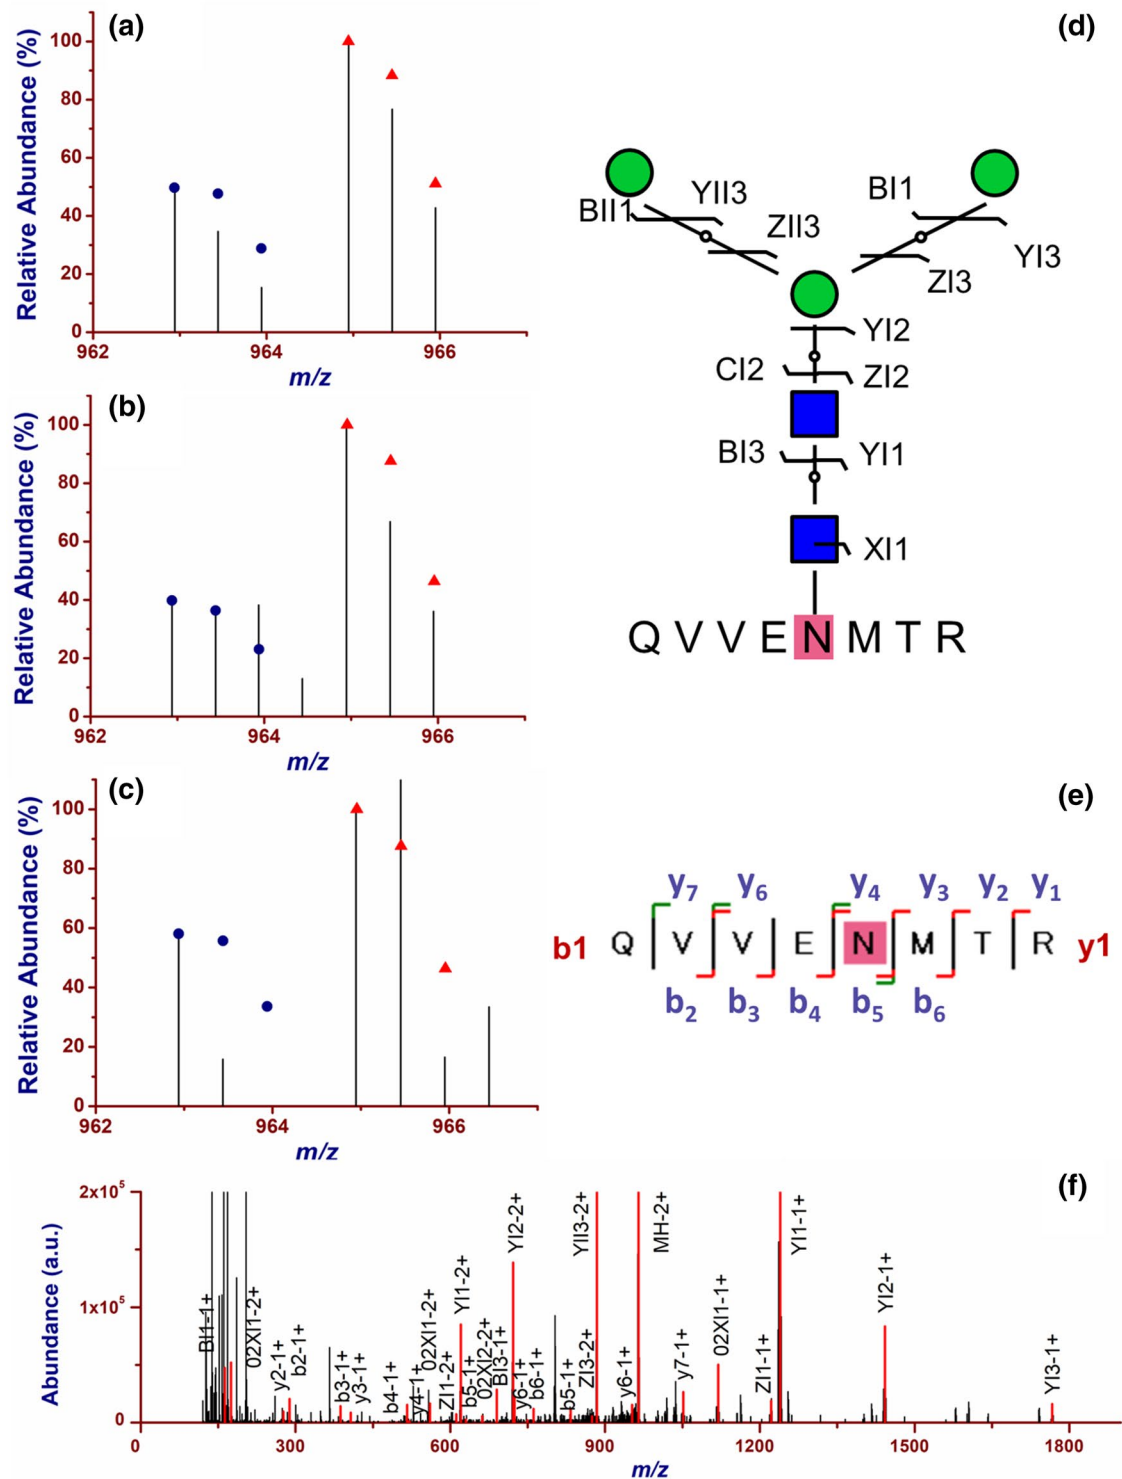 (a)
Relative Abundance (%)
100
80
60
40
20
0
962
964
966
m/z
(b)
Relative Abundance (%)
100
80
60
40
20
0
962
964
966
m/z
(c)
Relative Abundance (%)
100
80
60
40
20
0
962
964
966
m/z
(d)
BII1
YII3
ZII3
BI1
YI3
ZI3
YI2
CI2
ZI2
BI3
YI1
XI1
Q V V E N M T R
(e)
y7 y6 y4 y3 y2 y1
b1 Q V V E N M T R y1
b2 b3 b4 b5 b6
(f)
Abundance (a.u.)
2x10^5
1x10^5
0
BI1-1+
02XI1-2+
y2-1+
b2-1+
b3-1+
y3-1+
b4-1+
y4-1+
02XI1-2+
ZI1-2+
YI1-2+
b5-1+
02XI2-2+
BI3-1+
YI2-2+
y6-1+
b6-1+
b5-1+
ZI3-2+
YII3-2+
y6-1+
MH-2+
y7-1+
02XI1-1+
ZI1-1+
YI1-1+
YI2-1+
YI3-1+
0 300 600 900 1200 1500 1800
m/z